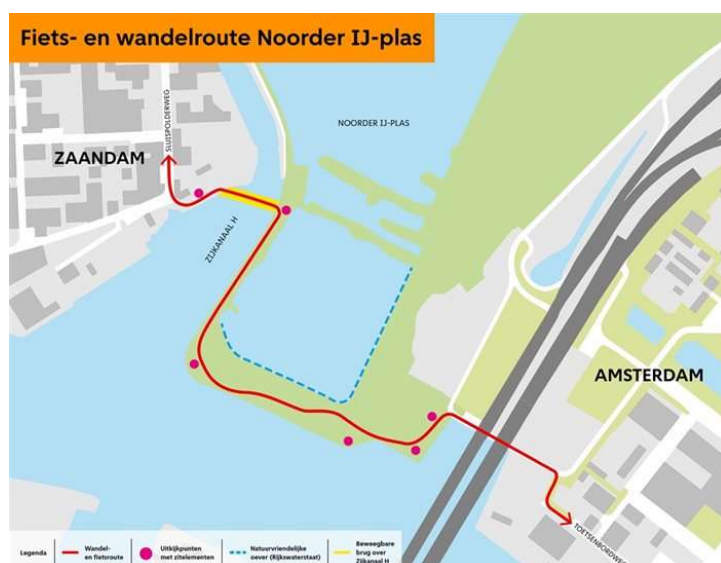 Fiets- en wandelroute Noorder IJ-plas
SLUISPOLDERWEG
NOORDER IJ-PLAS
ZAANDAM
ZIJKANAAL H
AMSTERDAM
TOETSENBORDWEG
Legenda
Wandel-
en fietsroute
Uitkijkpunten
met zitelementen
Natuurvriendelijke
oever (Rijkswaterstaat)
Beweegbare
brug over
Zijkanaal H